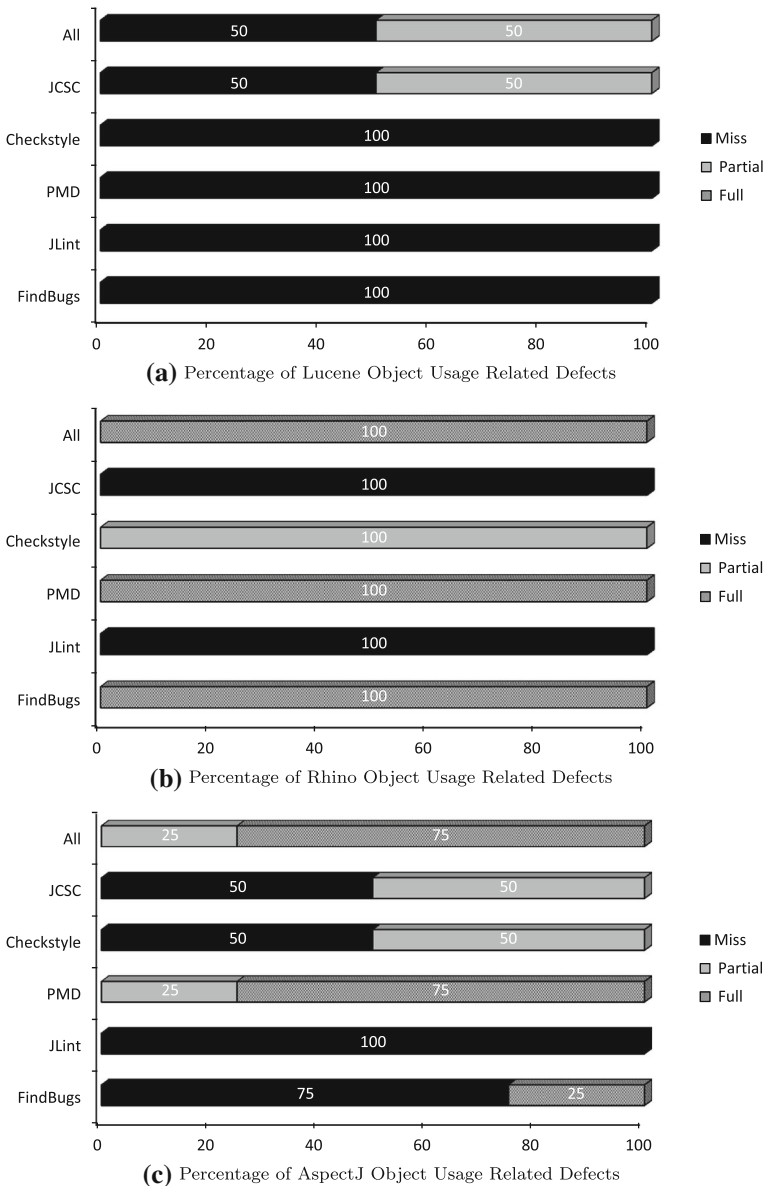 All
50 50
JCSC
50 50
Checkstyle
100
PMD
100
JLint
100
FindBugs
100
Miss
Partial
Full
0 20 40 60 80 100
(a) Percentage of Lucene Object Usage Related Defects
All
100
JCSC
100
Checkstyle
100
PMD
100
JLint
100
FindBugs
100
Miss
Partial
Full
0 20 40 60 80 100
(b) Percentage of Rhino Object Usage Related Defects
All
25 75
JCSC
50 50
Checkstyle
50 50
PMD
25 75
JLint
100
FindBugs
75 25
Miss
Partial
Full
0 20 40 60 80 100
(c) Percentage of AspectJ Object Usage Related Defects